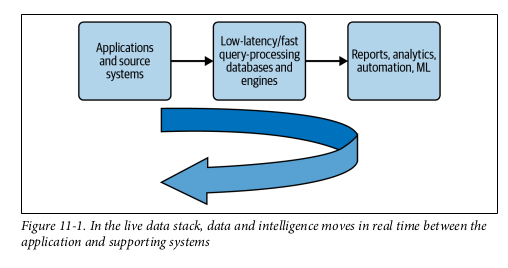 Applications
and source
systems
Low-latency/fast
query-processing
databases and
engines
Reports, analytics,
automation, ML
Figure 11-1. In the live data stack, data and intelligence moves in real time between the
application and supporting systems